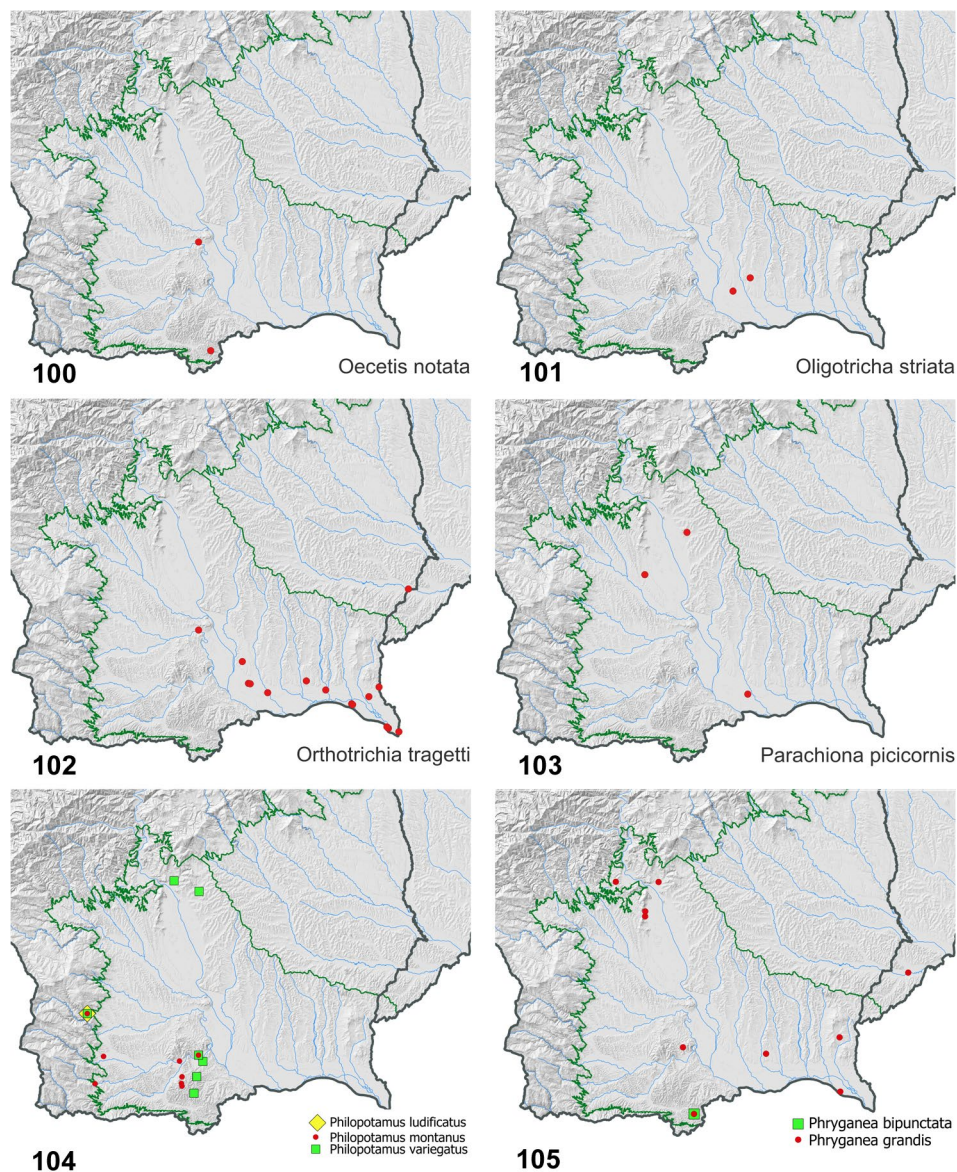 100
Oecetis notata
101
Oligotricha striata
102
Orthotrichia tragetti
103
Parachiona picicornis
104
Philopotamus ludificatus
Philopotamus montanus
Philopotamus variegatus
105
Phryganea bipunctata
Phryganea grandis